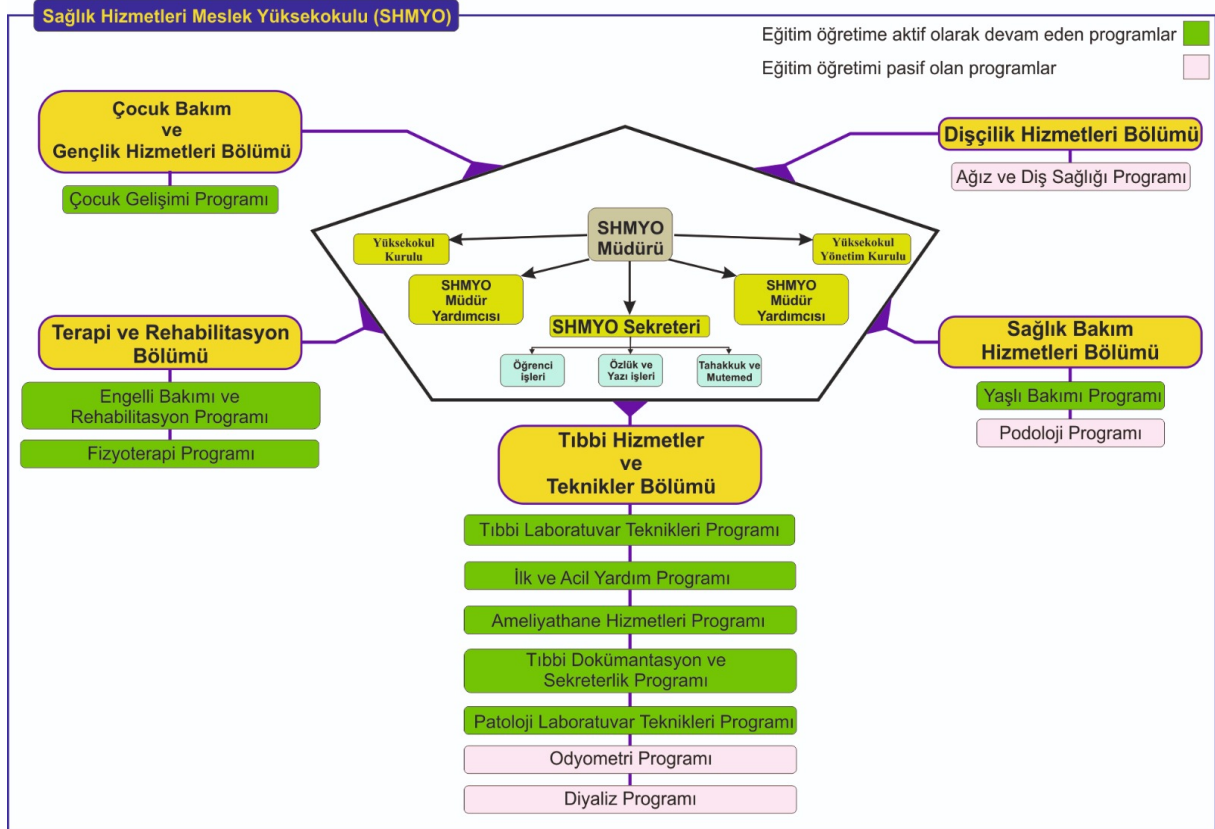 Sağlık Hizmetleri Meslek Yüksekokulu (SHMYO)
Eğitim öğretime aktif olarak devam eden programlar
Eğitim öğretimi pasif olan programlar
Çocuk Bakım
ve
Gençlik Hizmetleri Bölümü
Çocuk Gelişimi Programı
Dişçilik Hizmetleri Bölümü
Ağız ve Diş Sağlığı Programı
SHMYO
Müdürü
Yüksekokul
Kurulu
Yüksekokul
Yönetim Kurulu
SHMYO
Müdür
Yardımcısı
SHMYO
Müdür
Yardımcısı
SHMYO Sekreteri
Öğrenci
işleri
Özlük ve
Yazı işleri
Tahakkuk ve
Mutemed
Terapi ve Rehabilitasyon
Bölümü
Engelli Bakımı ve
Rehabilitasyon Programı
Fizyoterapi Programı
Sağlık Bakım
Hizmetleri Bölümü
Yaşlı Bakımı Programı
Podoloji Programı
Tıbbi Hizmetler
ve
Teknikler Bölümü
Tıbbi Laboratuvar Teknikleri Programı
İlk ve Acil Yardım Programı
Ameliyathane Hizmetleri Programı
Tıbbi Dokümantasyon ve
Sekreterlik Programı
Patoloji Laboratuvar Teknikleri Programı
Odyometri Programı
Diyaliz Programı